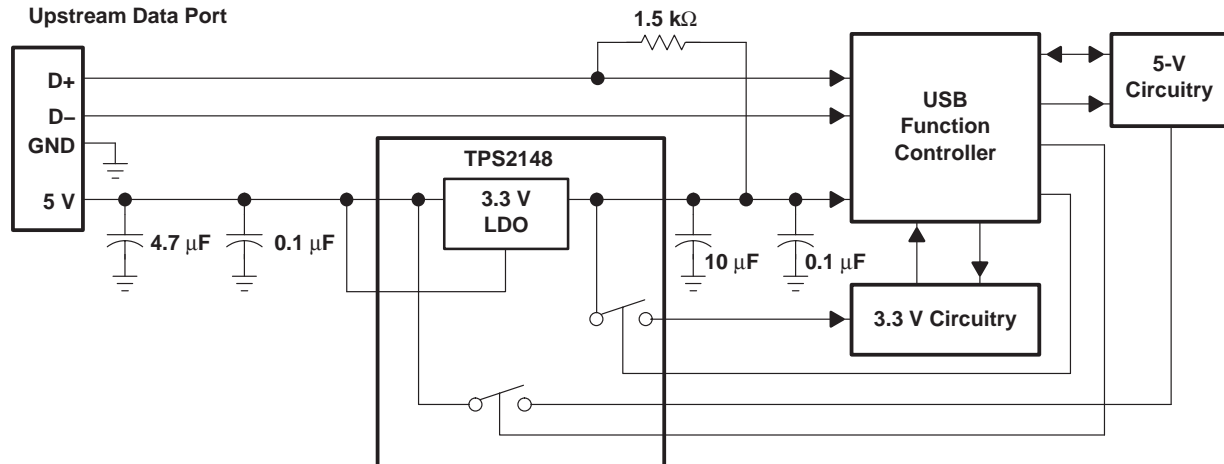 Upstream Data Port
1.5 kΩ
D+
D–
GND
5 V
4.7 μF
0.1 μF
TPS2148
3.3 V
LDO
10 μF
0.1 μF
USB
Function
Controller
5-V
Circuitry
3.3 V Circuitry